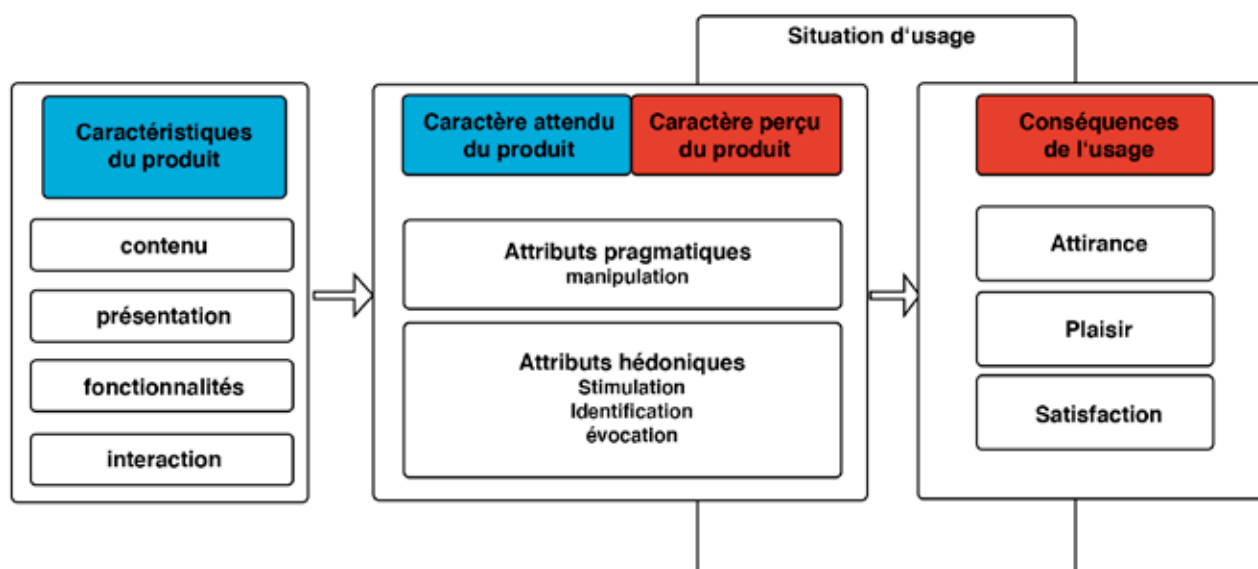 Situation d'usage
Caractéristiques
du produit
contenu
présentation
fonctionnalités
interaction
Caractère attendu
du produit
Caractère perçu
du produit
Attributs pragmatiques
manipulation
Attributs hédoniques
Stimulation
Identification
évocation
Conséquences
de l'usage
Attirance
Plaisir
Satisfaction